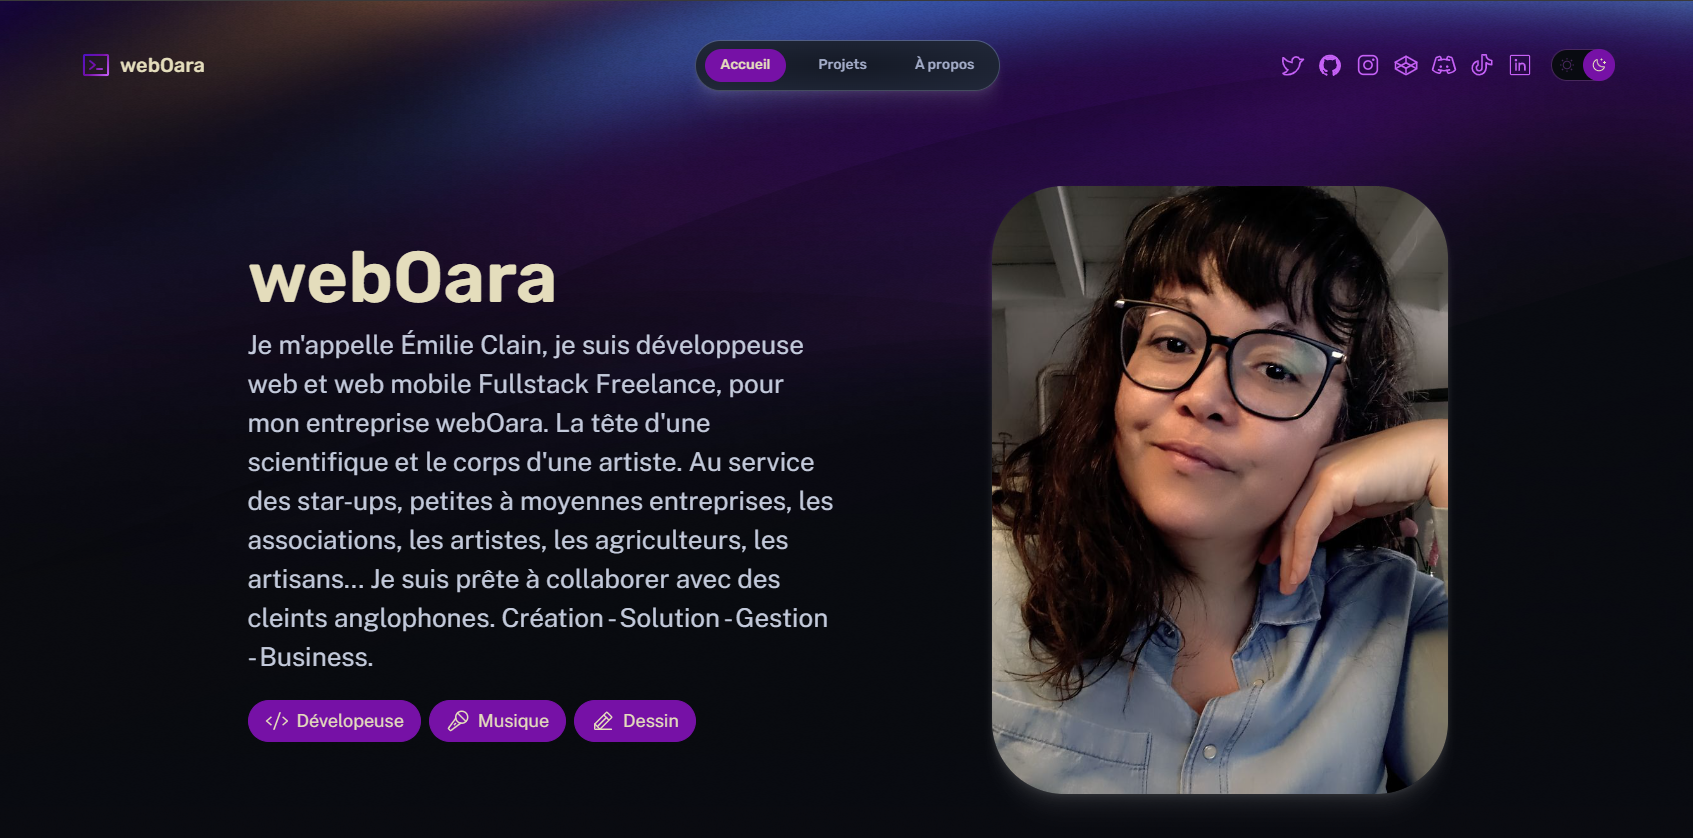 webOara
Accueil
Projets
À propos
webOara
Je m'appelle Émilie Clain, je suis développeuse
web et web mobile Fullstack Freelance, pour
mon entreprise webOara. La tête d'une
scientifique et le corps d'une artiste. Au service
des star-ups, petites à moyennes entreprises, les
associations, les artistes, les agriculteurs, les
artisans... Je suis prête à collaborer avec des
cleints anglophones. Création - Solution - Gestion
- Business.
</> Dévelopeuse
Musique
Dessin